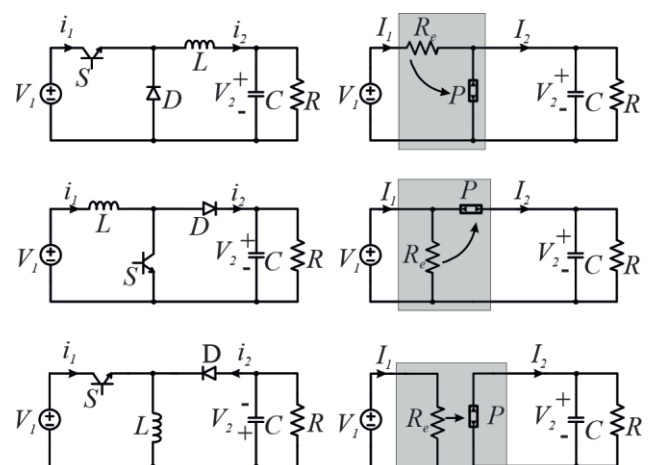 i₁ S L i₂ V₁ D V₂ + - C R
I₁ Rₑ I₂ V₁ P V₂ + - C R
i₁ L D i₂ V₁ S V₂ + - C R
I₁ P I₂ V₁ Rₑ V₂ + - C R
i₁ S D i₂ V₁ L V₂ - + C R
I₁ I₂ V₁ Rₑ P V₂ + - C R